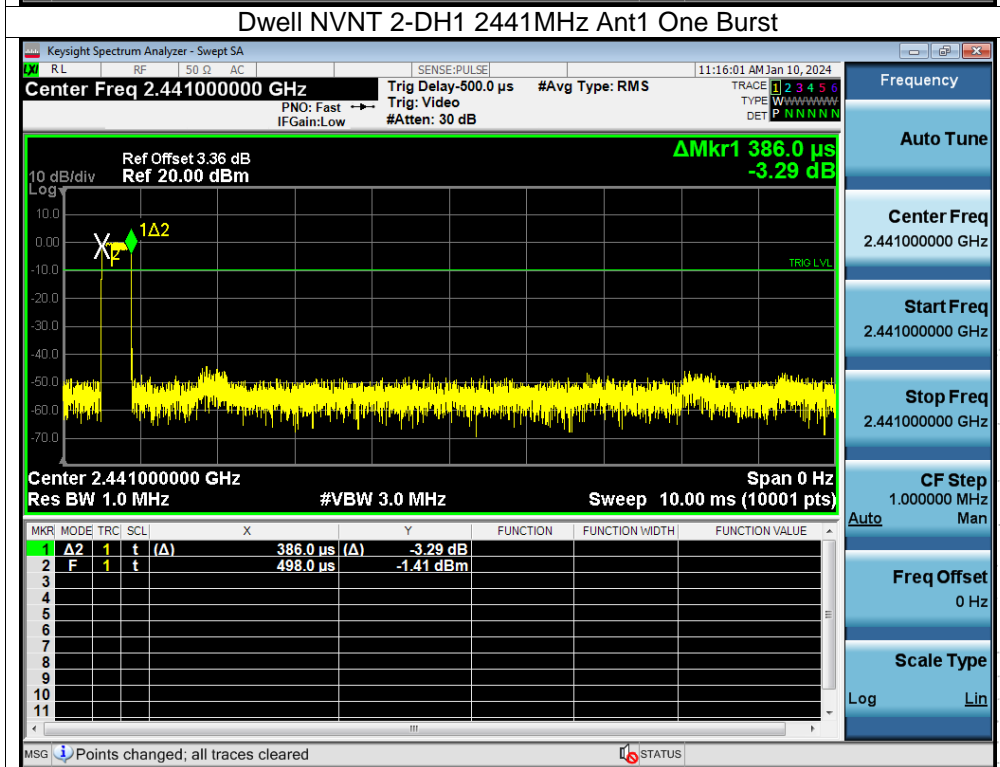 Dwell NVNT 2-DH1 2441MHz Ant1 One Burst
Keysight Spectrum Analyzer - Swept SA
LXI RL RF 50 Ω AC SENSE:PULSE 11:16:01 AM Jan 10, 2024
Center Freq 2.441000000 GHz
PNO: Fast
IFGain:Low
Trig Delay-500.0 µs
Trig: Video
#Atten: 30 dB
#Avg Type: RMS
TRACE 1 2 3 4 5 6
TYPE WWWWWW
DET P N N N N N
ΔMkr1 386.0 µs
-3.29 dB
Ref Offset 3.36 dB
10 dB/div Ref 20.00 dBm
Log
10.0
0.00
-10.0
-20.0
-30.0
-40.0
-50.0
-60.0
-70.0
1Δ2
2
TRIG LVL
Center 2.441000000 GHz Span 0 Hz
Res BW 1.0 MHz #VBW 3.0 MHz Sweep 10.00 ms (10001 pts)
MKR MODE TRC SCL X Y FUNCTION FUNCTION WIDTH FUNCTION VALUE
1 Δ2 1 t (Δ) 386.0 µs (Δ) -3.29 dB
2 F 1 t 498.0 µs -1.41 dBm
3
4
5
6
7
8
9
10
11
MSG Points changed; all traces cleared STATUS
Frequency
Auto Tune
Center Freq
2.441000000 GHz
Start Freq
2.441000000 GHz
Stop Freq
2.441000000 GHz
CF Step
1.000000 MHz
Auto Man
Freq Offset
0 Hz
Scale Type
Log Lin